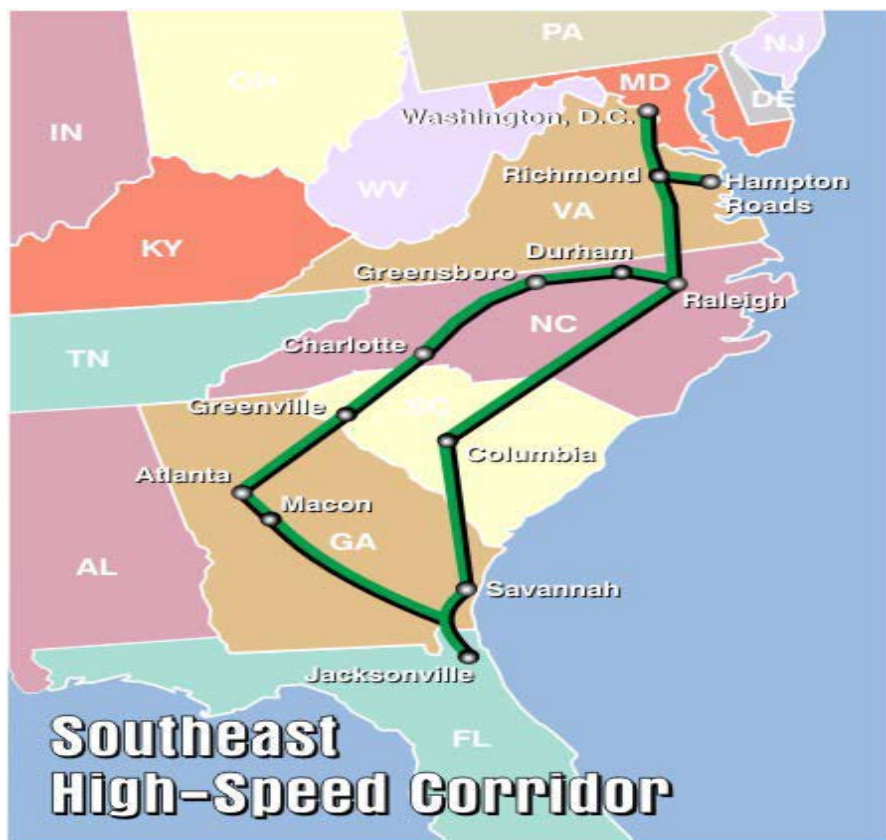 PA
NJ
OH
MD
DE
IN
Washington, D.C.
WV
Richmond
Hampton
Roads
VA
KY
Durham
Greensboro
Raleigh
NC
Charlotte
TN
Greenville
SC
Columbia
Atlanta
Macon
GA
AL
Savannah
Jacksonville
FL
Southeast
High-Speed Corridor